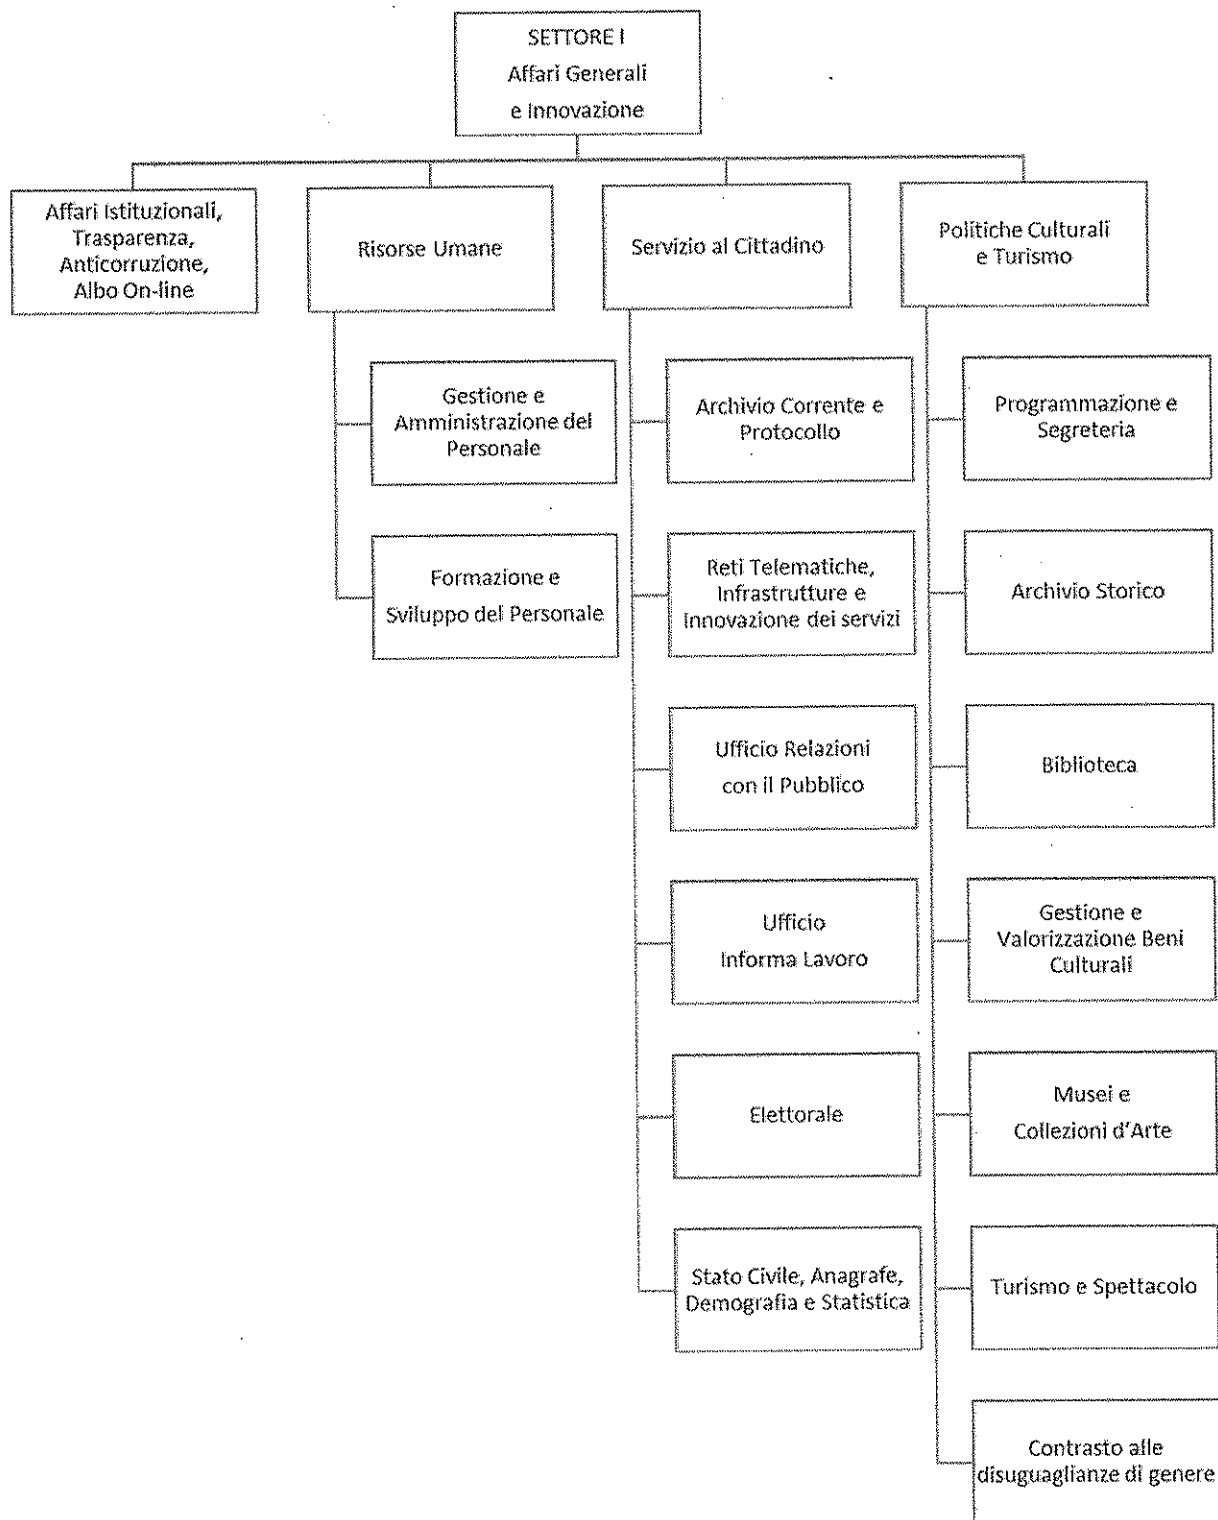 SETTORE I
Affari Generali
e Innovazione
Affari Istituzionali,
Trasparenza,
Anticorruzione,
Albo On-line
Risorse Umane
Servizio al Cittadino
Politiche Culturali
e Turismo
Gestione e
Amministrazione del
Personale
Formazione e
Sviluppo del Personale
Archivio Corrente e
Protocollo
Reti Telematiche,
Infrastrutture e
Innovazione dei servizi
Ufficio Relazioni
con il Pubblico
Ufficio
Informa Lavoro
Elettorale
Stato Civile, Anagrafe,
Demografia e Statistica
Programmazione e
Segreteria
Archivio Storico
Biblioteca
Gestione e
Valorizzazione Beni
Culturali
Musei e
Collezioni d'Arte
Turismo e Spettacolo
Contrasto alle
disuguaglianze di genere